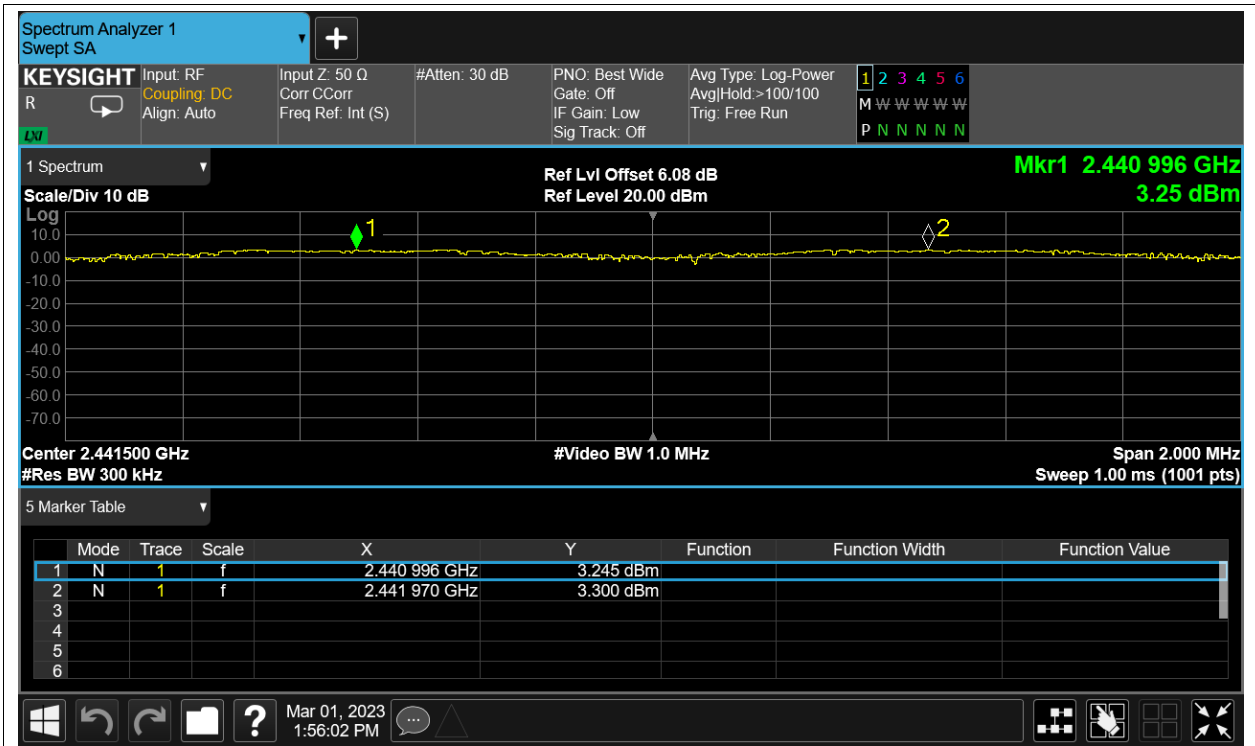 Spectrum Analyzer 1
Swept SA
KEYSIGHT Input: RF Input Z: 50 Ω #Atten: 30 dB PNO: Best Wide Avg Type: Log-Power 1 2 3 4 5 6
R Coupling: DC Corr CCorr Gate: Off Avg|Hold:>100/100 M W W W W W
Align: Auto Freq Ref: Int (S) IF Gain: Low Trig: Free Run
LXI Sig Track: Off P N N N N N
1 Spectrum Ref Lvl Offset 6.08 dB Mkr1 2.440 996 GHz
Scale/Div 10 dB Ref Level 20.00 dBm 3.25 dBm
Log
1 2
10.0
0.00
-10.0
-20.0
-30.0
-40.0
-50.0
-60.0
-70.0
Center 2.441500 GHz #Video BW 1.0 MHz Span 2.000 MHz
#Res BW 300 kHz Sweep 1.00 ms (1001 pts)
5 Marker Table
Mode Trace Scale X Y Function Function Width Function Value
1 N 1 f 2.440 996 GHz 3.245 dBm
2 N 1 f 2.441 970 GHz 3.300 dBm
3
4
5
6
? Mar 01, 2023
1:56:02 PM